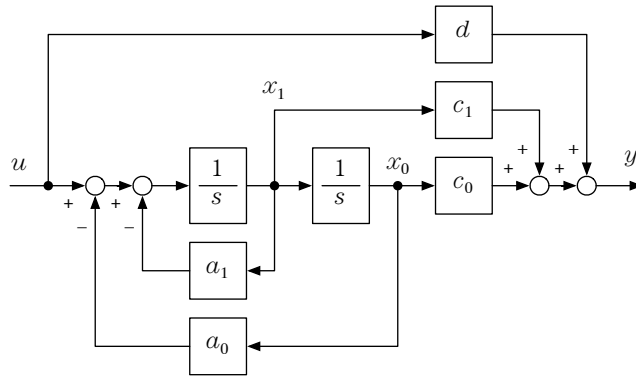 d
x₁
c₁
u
1/s
1/s
x₀
c₀
y
+
+
+
+
+
+
−
−
a₁
a₀